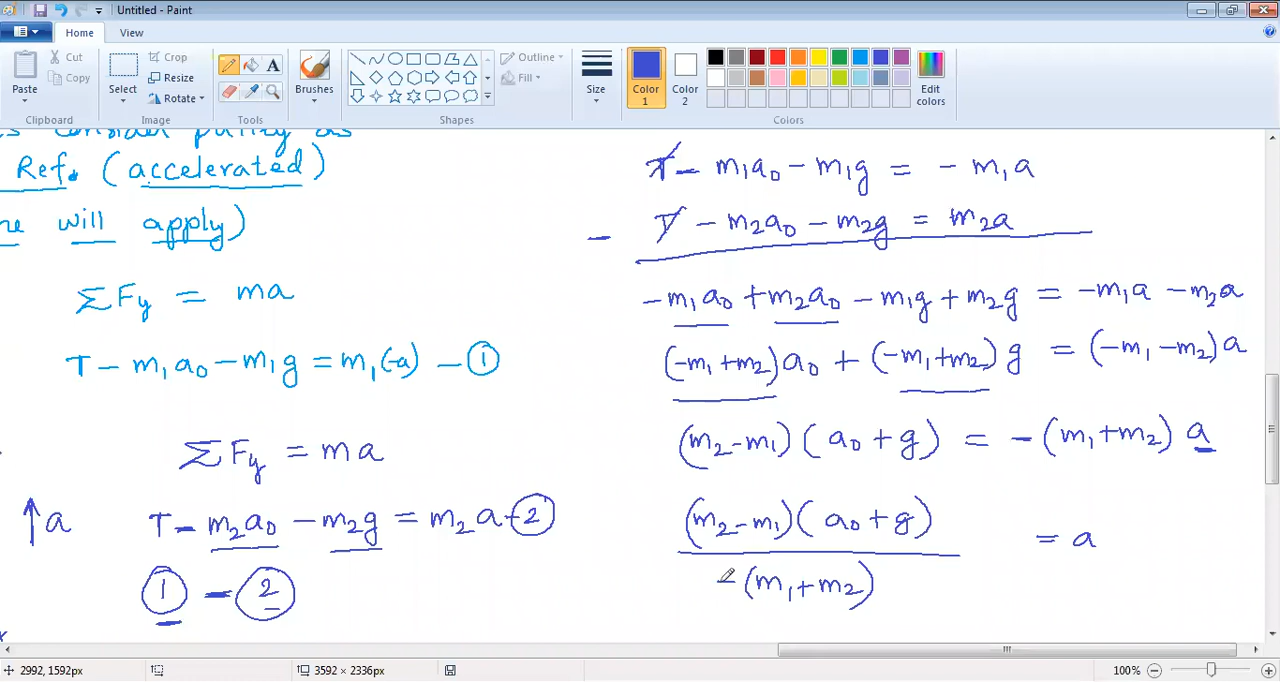 Untitled - Paint
Home View
Paste
Cut
Copy
Clipboard
Select
Crop
Resize
Rotate
Image
A
Tools
Brushes
Shapes
Outline
Fill
Size
Color 1
Color 2
Edit colors
Colors
consider pulley as
Ref. (accelerated)
will apply)
ΣFy = ma
T - m₁a₀ - m₁g = m₁(-a) - ①
ΣFy = ma
↑a T - m₂a₀ - m₂g = m₂a - ②
① - ②
T - m₁a₀ - m₁g = - m₁a
- T - m₂a₀ - m₂g = m₂a
-m₁a₀ + m₂a₀ - m₁g + m₂g = -m₁a - m₂a
(-m₁+m₂)a₀ + (-m₁+m₂)g = (-m₁-m₂)a
(m₂-m₁)(a₀+g) = -(m₁+m₂)a
(m₂-m₁)(a₀+g)
-(m₁+m₂)
= a
2992, 1592px
3592 × 2336px
100%